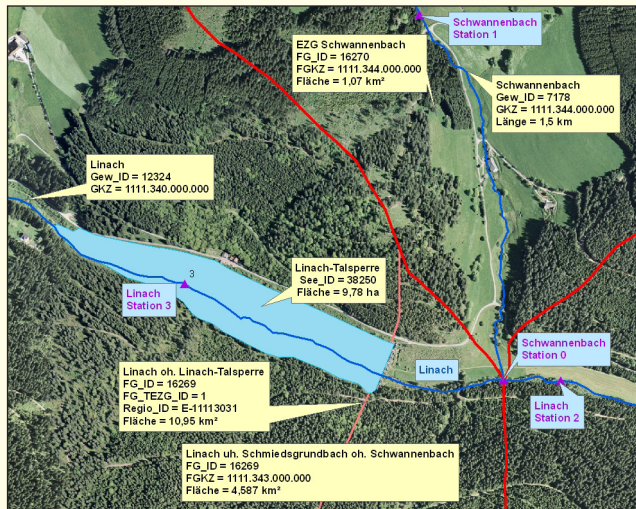 Schwannenbach
Station 1
EZG Schwannenbach
FG_ID = 16270
FGKZ = 1111.344.000.000
Fläche = 1,07 km²
Schwannenbach
Gew_ID = 7178
GKZ = 1111.344.000.000
Länge = 1,5 km
Linach
Gew_ID = 12324
GKZ = 1111.340.000.000
3
Linach
Station 3
Linach-Talsperre
See_ID = 38250
Fläche = 9,78 ha
Schwannenbach
Station 0
Linach
Linach
Station 2
Linach oh. Linach-Talsperre
FG_ID = 16269
FG_TEZG_ID = 1
Regio_ID = E-11113031
Fläche = 10,95 km²
Linach uh. Schmiedsgrundbach oh. Schwannenbach
FG_ID = 16269
FGKZ = 1111.343.000.000
Fläche = 4,587 km²